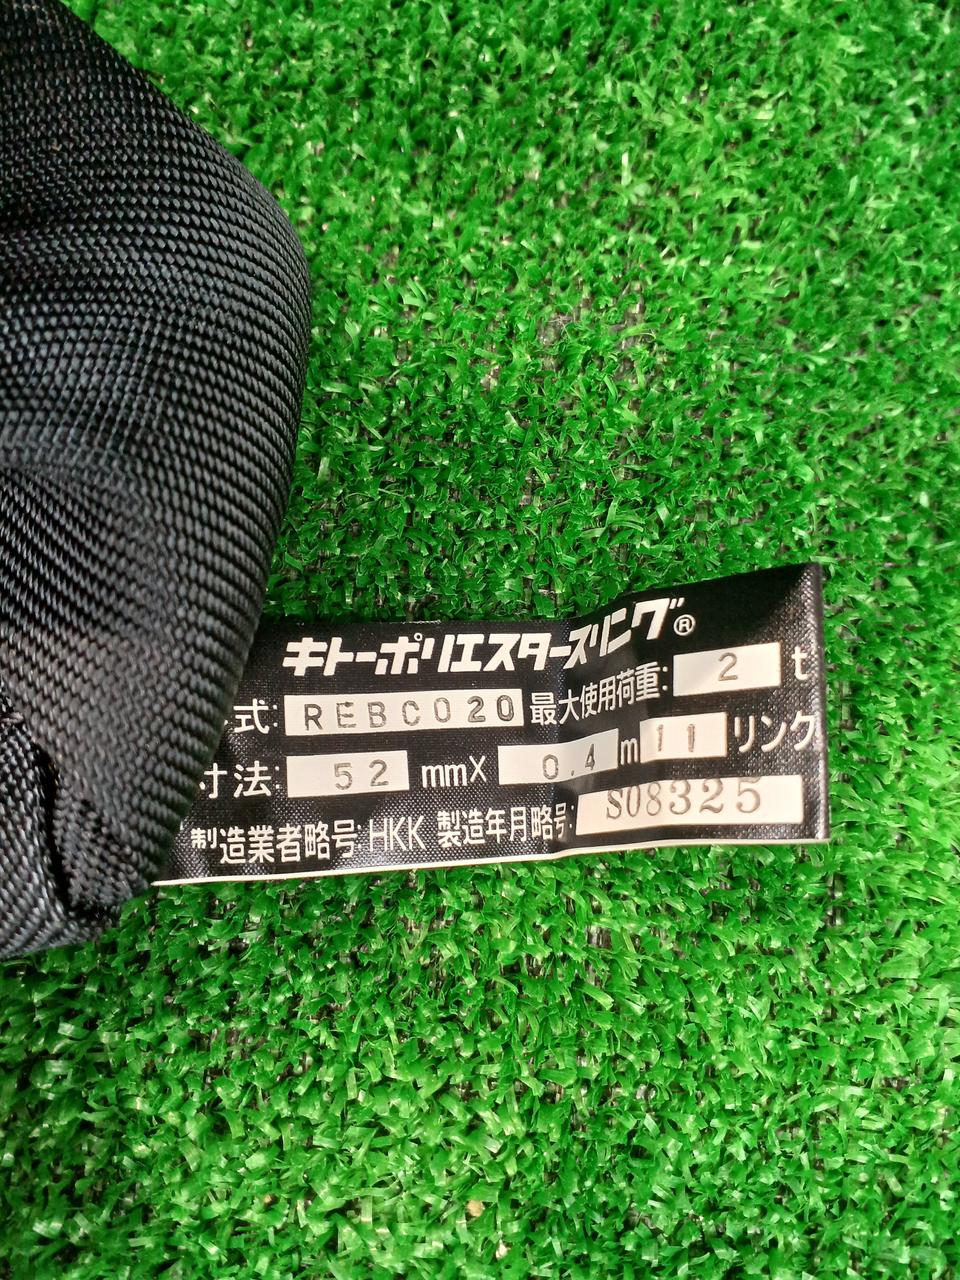 キトーポリエスタースリング®
式: REBC020 最大使用荷重: 2 t
寸法: 52 mmX 0.4 m 11 リンク
製造業者略号 HKK 製造年月略号: S08325